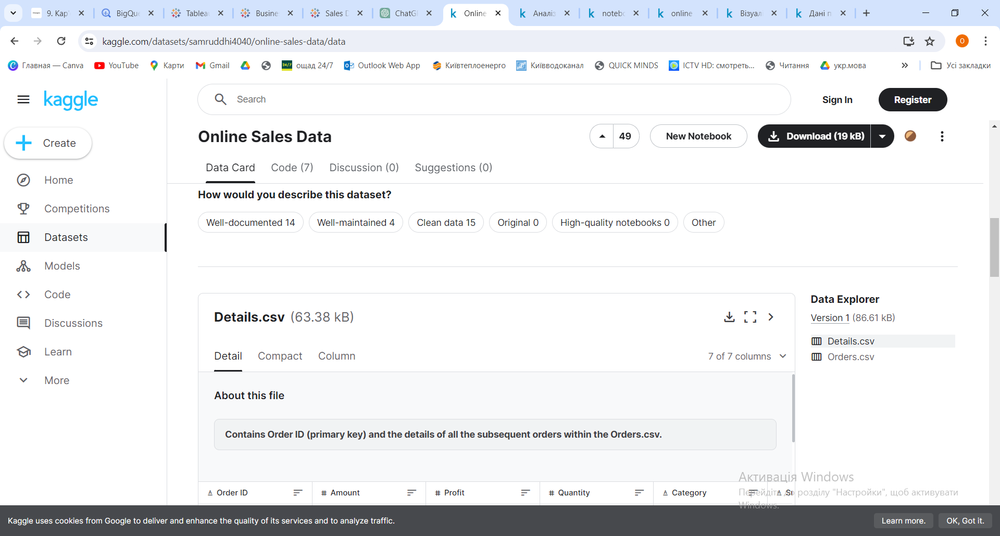 9. Кар
BigQue
Tablea
Busine
Sales D
ChatG
Online
Аналіз
notebo
online
Візуал
Дані п
kaggle.com/datasets/samruddhi4040/online-sales-data/data
O
Главная — Canva
YouTube
Карти
Gmail
24/7
ощад 24/7
Outlook Web App
Київтеплоенерго
Київводоканал
QUICK MINDS
ICTV HD: смотреть...
Читання
укр.мова
Усі закладки
kaggle
Search
Sign In
Register
Create
Home
Competitions
Datasets
Models
Code
Discussions
Learn
More
Online Sales Data
49
New Notebook
Download (19 kB)
Data Card
Code (7)
Discussion (0)
Suggestions (0)
How would you describe this dataset?
Well-documented 14
Well-maintained 4
Clean data 15
Original 0
High-quality notebooks 0
Other
Details.csv (63.38 kB)
Detail
Compact
Column
7 of 7 columns
About this file
Contains Order ID (primary key) and the details of all the subsequent orders within the Orders.csv.
A Order ID
# Amount
# Profit
# Quantity
A Category
A Su
Data Explorer
Version 1 (86.61 kB)
Details.csv
Orders.csv
Активація Windows
Перейдіть до розділу "Настройки", щоб активувати
Windows.
Kaggle uses cookies from Google to deliver and enhance the quality of its services and to analyze traffic.
Learn more.
OK, Got it.